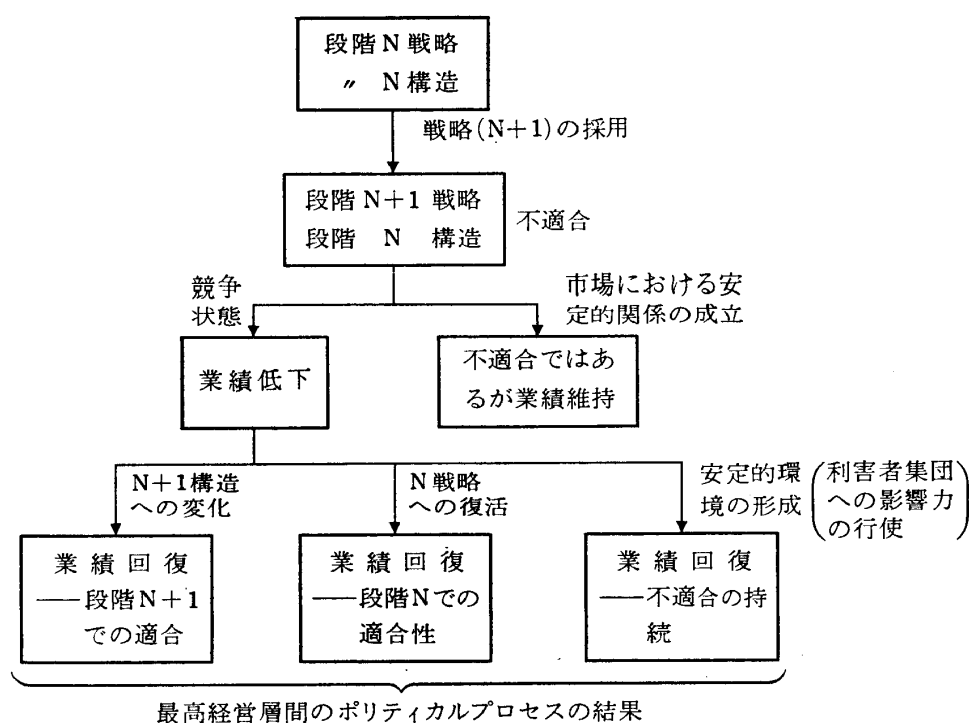 段階N戦略
〃 N構造
戦略(N+1)の採用
段階N+1戦略
段階 N 構造
不適合
競争
状態
市場における安
定的関係の成立
業績低下
不適合ではあ
るが業績維持
N+1構造
への変化
N戦略
への復活
安定的環
境の形成
(利害者集団
への影響力
の行使)
業績回復
――段階N+1
での適合
業績回復
――段階Nでの
適合性
業績回復
――不適合の持
続
最高経営層間のポリティカルプロセスの結果